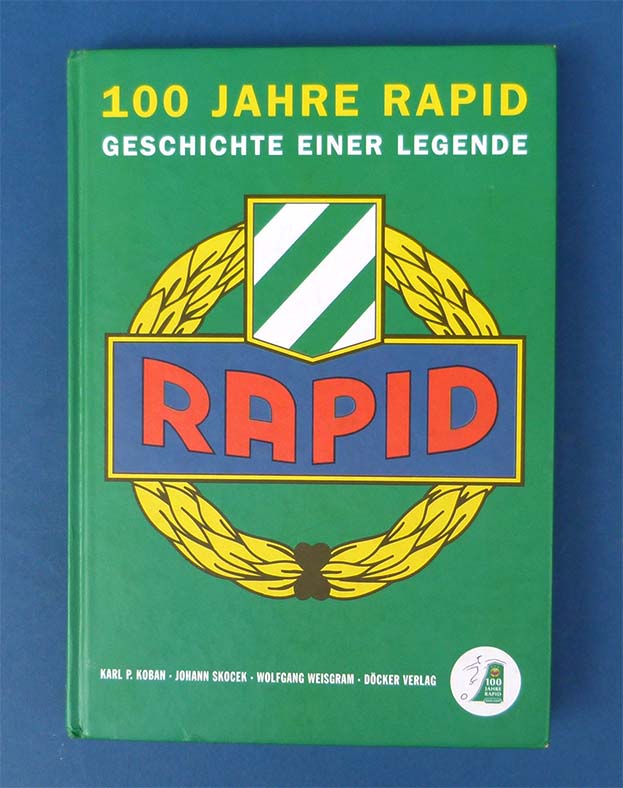 100 JAHRE RAPID
GESCHICHTE EINER LEGENDE
RAPID
KARL P. KOBAN · JOHANN SKOCEK · WOLFGANG WEISGRAM · DÖCKER VERLAG
100
JAHRE
RAPID